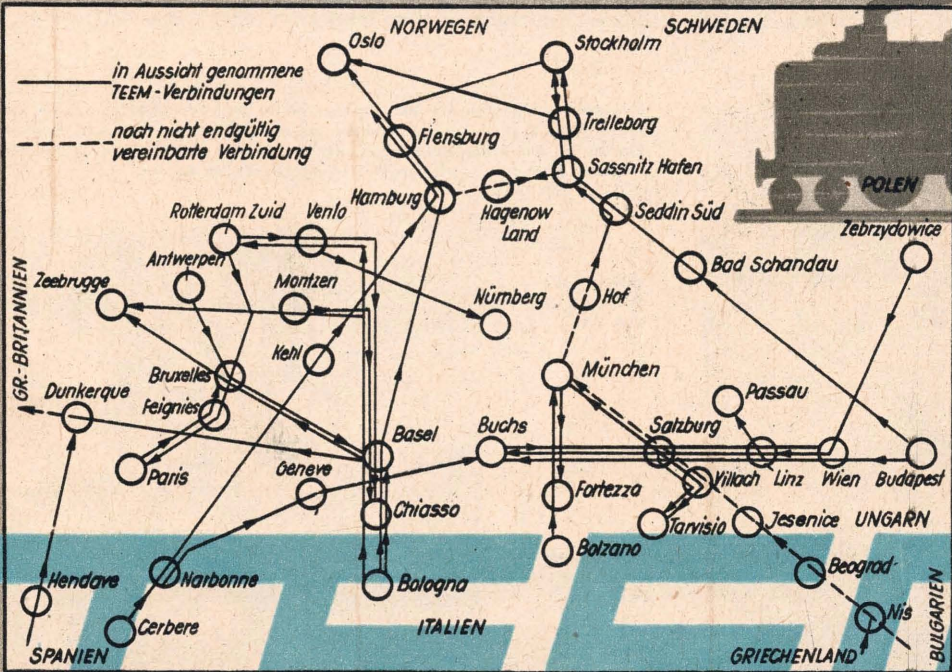 NORWEGEN
SCHWEDEN
Oslo
Stockholm
in Aussicht genommene
TEEM-Verbindungen
noch nicht endgültig
vereinbarte Verbindung
Flensburg
Trelleborg
Sassnitz Hafen
POLEN
Hamburg
Hagenow
Land
Seddin Süd
Rotterdam Zuid
Venlo
Zebrzydowice
Antwerpen
Bad Schandau
Zeebrugge
Montzen
Nürnberg
Hof
GR.-BRITANNIEN
Kehl
Bruxelles
München
Passau
Dunkerque
Feignies
Basel
Buchs
Salzburg
Paris
Geneve
Villach
Linz
Wien
Budapest
Chiasso
Fortezza
Tarvisio
Jesenice
UNGARN
Bolzano
Hendave
Narbonne
Bologna
Beograd
Cerbere
ITALIEN
Nis
SPANIEN
GRIECHENLAND
BULGARIEN